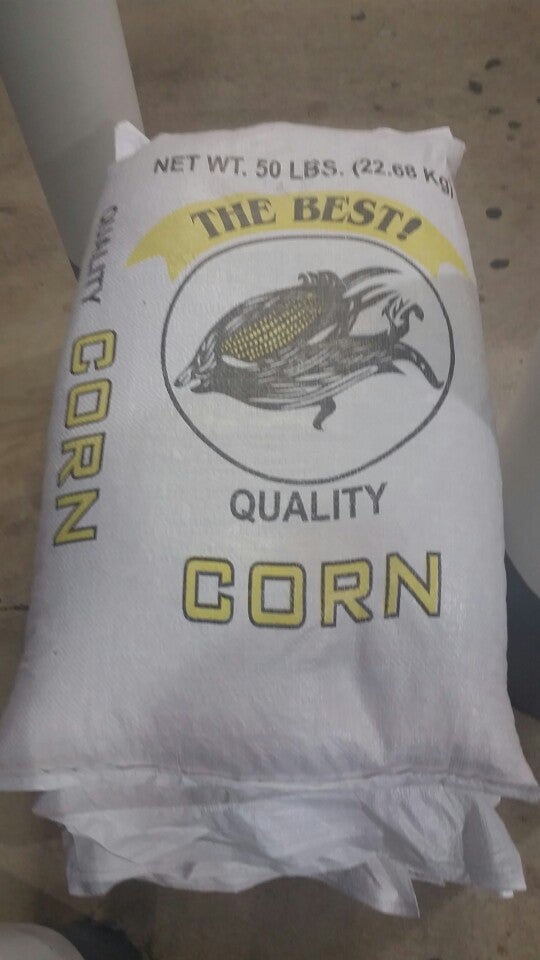 NET WT. 50 LBS. (22.68 Kg)
THE BEST!
QUALITY
CORN
QUALITY CORN